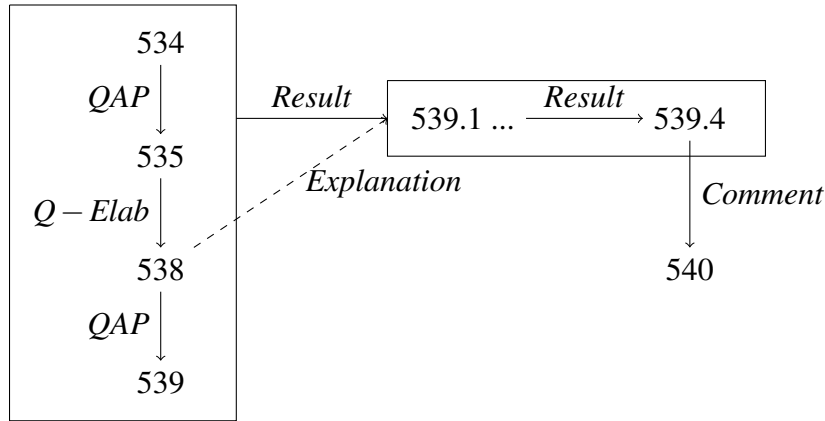 534
QAP
535
Q − Elab
538
QAP
539
Result
539.1 ...
Result
539.4
Explanation
Comment
540